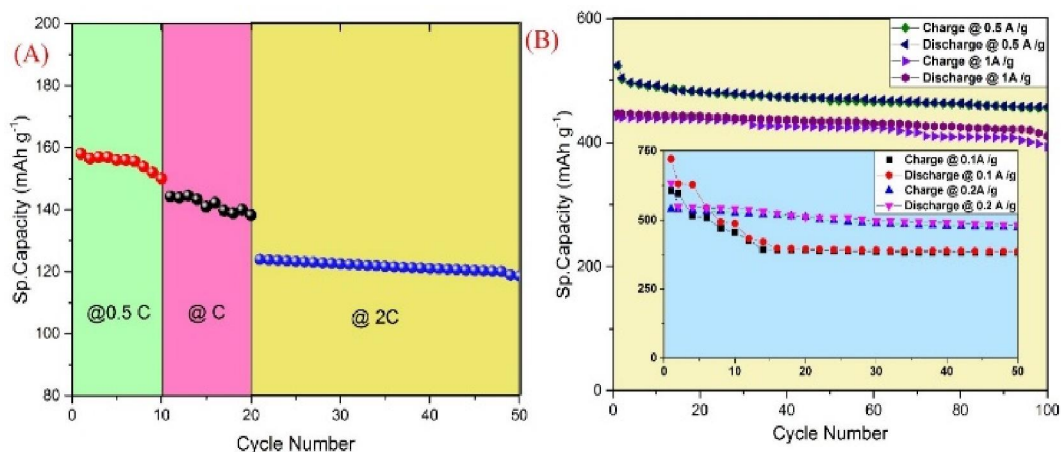 (A)
200
180
160
140
120
100
80
Sp.Capacity (mAh g⁻¹)
@0.5 C
@ C
@ 2C
0
10
20
30
40
50
Cycle Number
(B)
600
400
200
0
Sp.Capacity (mAh g⁻¹)
Charge @ 0.5 A /g
Discharge @ 0.5 A /g
Charge @ 1A /g
Discharge @ 1A /g
750
500
250
0
Charge @ 0.1A /g
Discharge @ 0.1 A /g
Charge @ 0.2A /g
Discharge @ 0.2 A /g
0
10
20
30
40
50
0
20
40
60
80
100
Cycle Number